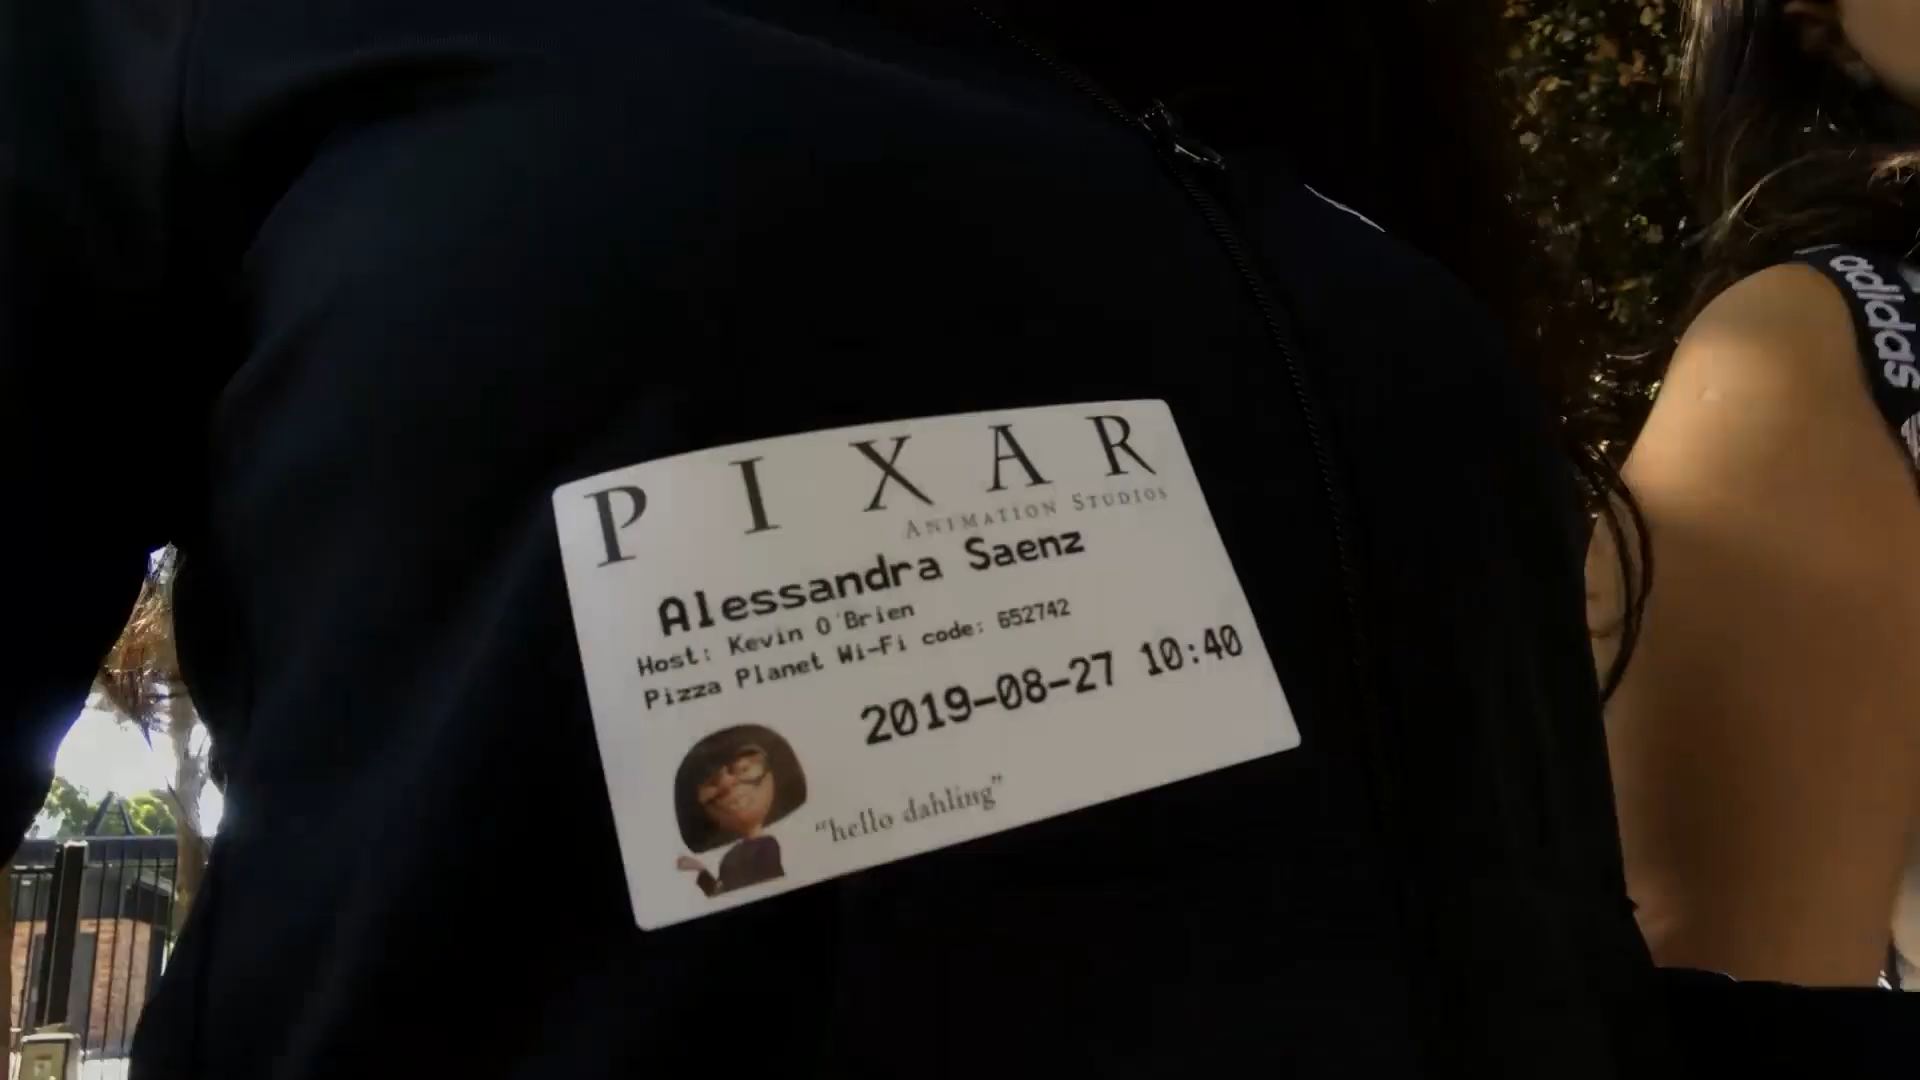 PIXAR
ANIMATION STUDIOS
Alessandra Saenz
Host: Kevin O'Brien
Pizza Planet Wi-Fi code: 652742
2019-08-27 10:40
“hello dahling”
adidas